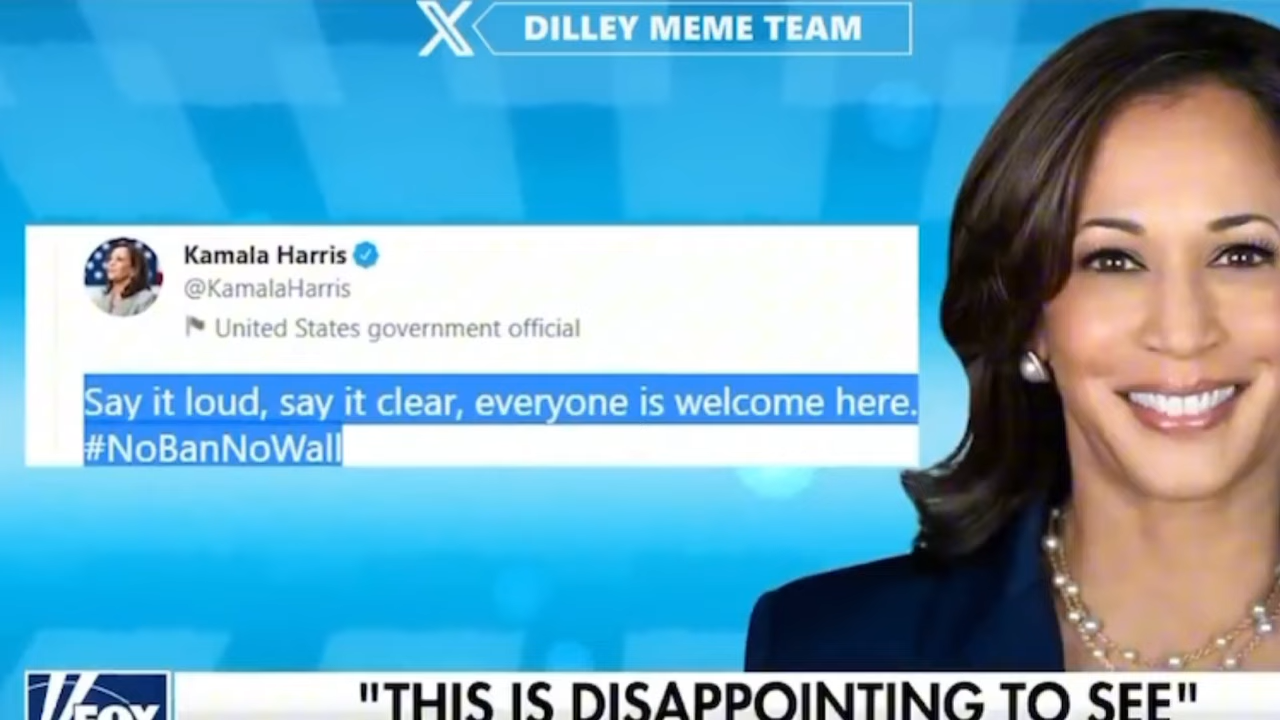 X DILLEY MEME TEAM
Kamala Harris
@KamalaHarris
United States government official
Say it loud, say it clear, everyone is welcome here.
#NoBanNoWall
FOX
"THIS IS DISAPPOINTING TO SEE"